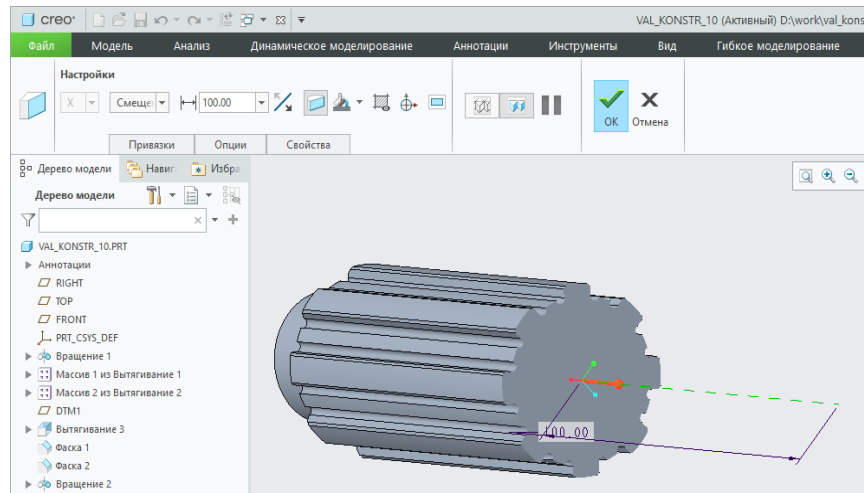 creo®
VAL_KONSTR_10 (Активный) D:\work\val_kons
Файл Модель Анализ Динамическое моделирование Аннотации Инструменты Вид Гибкое моделирование
Настройки
X Смеще 100.00 ОК Отмена
Привязки Опции Свойства
Дерево модели Навиг Избра
Дерево модели
VAL_KONSTR_10.PRT
Аннотации
RIGHT
TOP
FRONT
PRT_CSYS_DEF
Вращение 1
Массив 1 из Вытягивание 1
Массив 2 из Вытягивание 2
DTM1
Вытягивание 3
Фаска 1
Фаска 2
Вращение 2
100.00